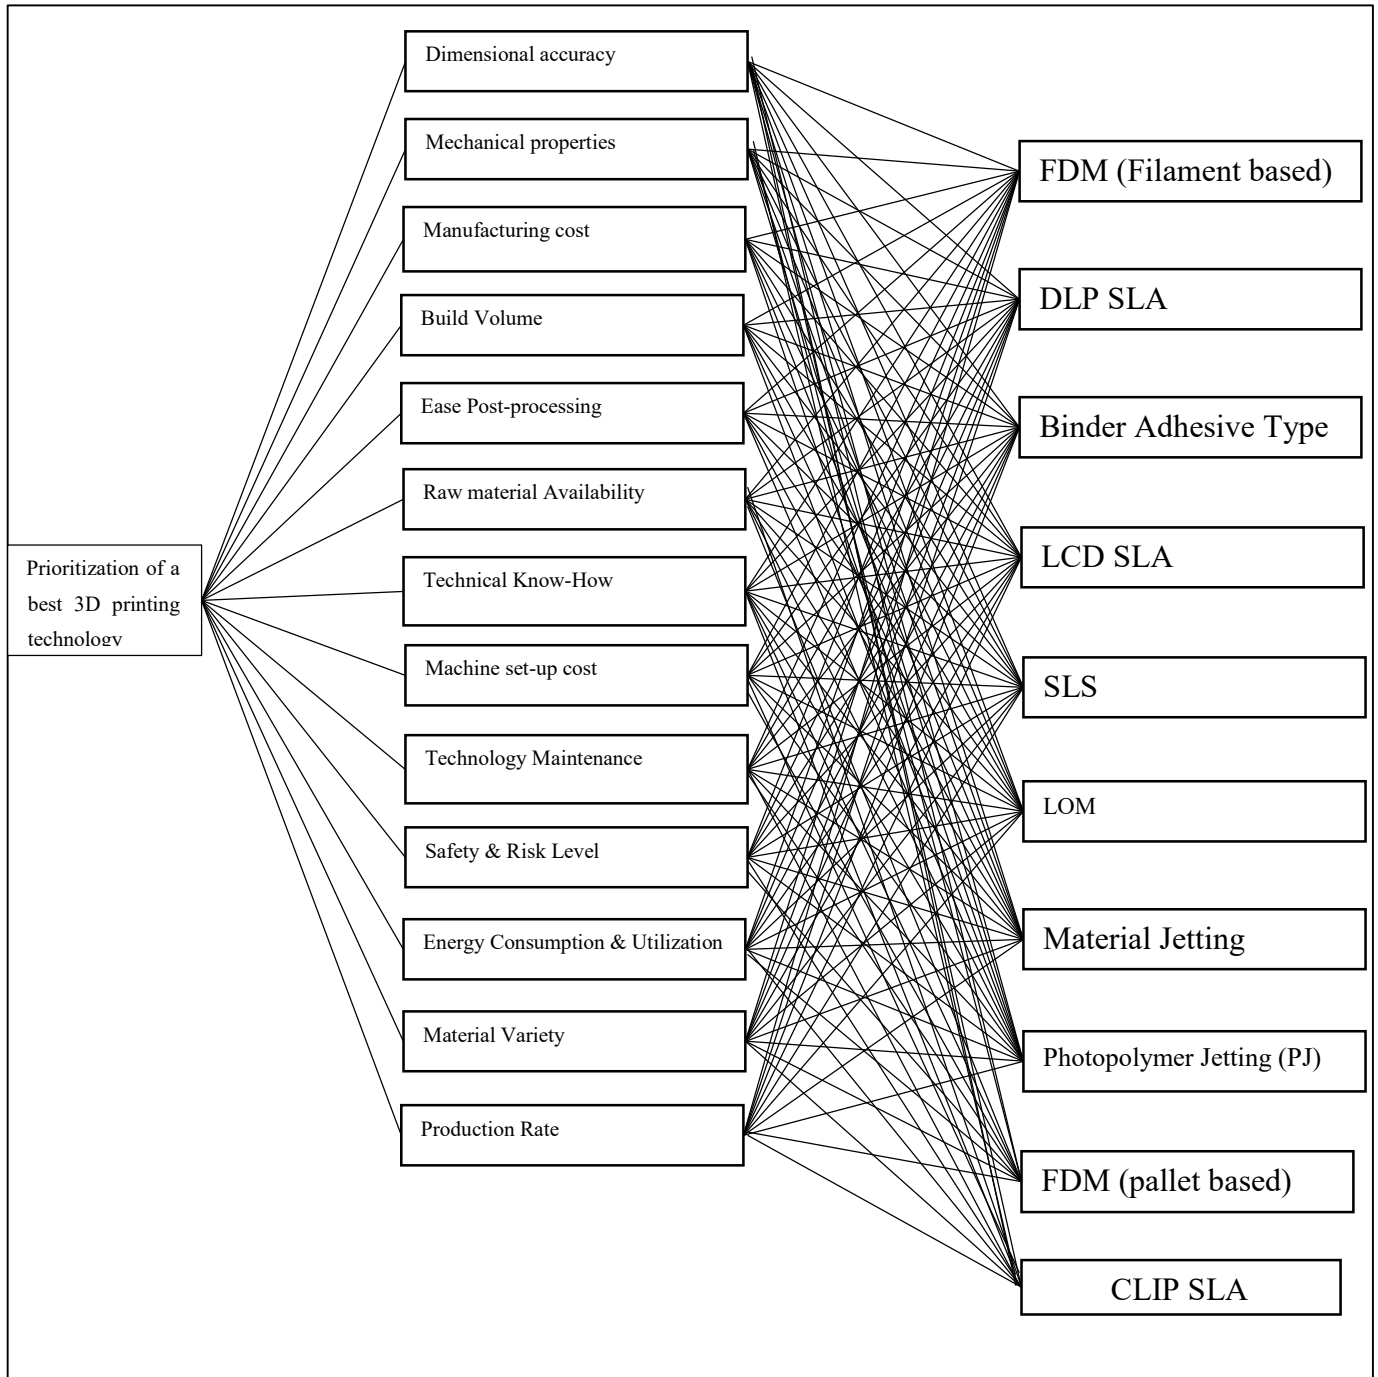 Prioritization of a
best 3D printing
technology
Dimensional accuracy
Mechanical properties
Manufacturing cost
Build Volume
Ease Post-processing
Raw material Availability
Technical Know-How
Machine set-up cost
Technology Maintenance
Safety & Risk Level
Energy Consumption & Utilization
Material Variety
Production Rate
FDM (Filament based)
DLP SLA
Binder Adhesive Type
LCD SLA
SLS
LOM
Material Jetting
Photopolymer Jetting (PJ)
FDM (pallet based)
CLIP SLA